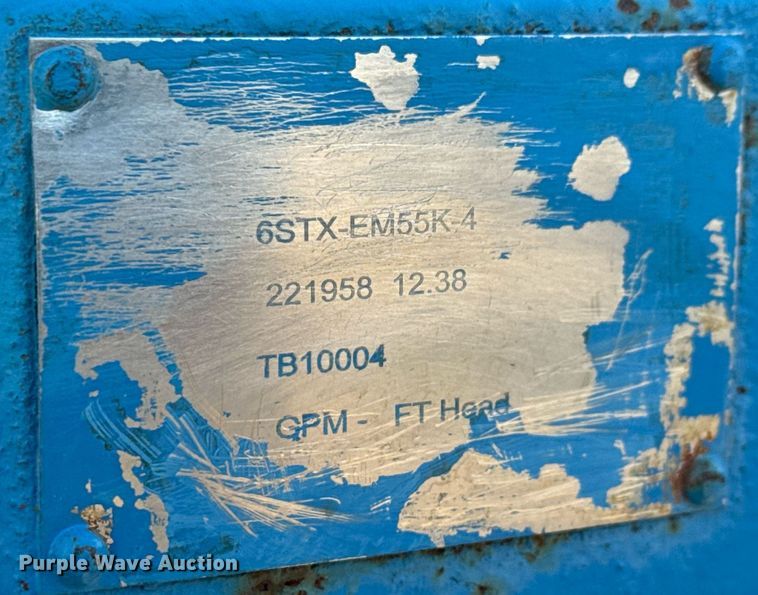 6STX-EM55K-4
221958 12.38
TB10004
GPM - FT Head
Purple Wave Auction